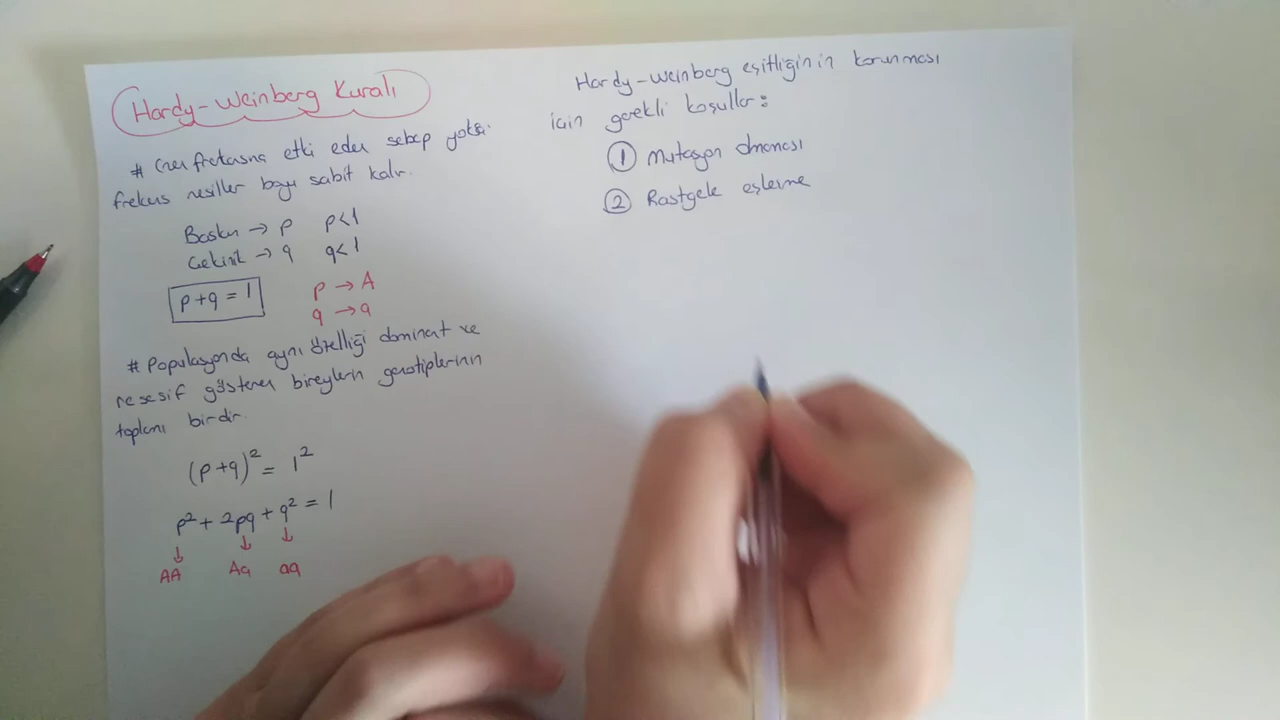 Hardy-Weinberg Kuralı
# Gen frekansına etki eden sebep yoksa
frekans nesiller boyu sabit kalır.
Baskın → p p<1
Çekinik → q q<1
p+q = 1
p → A
q → a
# Populasyonda aynı özelliği dominant ve
resesif gösteren bireylerin genotiplerinin
toplamı birdir.
(p+q)² = 1²
p² + 2pq + q² = 1
↓ ↓ ↓
AA Aa aa
Hardy-Weinberg eşitliğinin korunması
için gerekli koşullar:
① Mutasyon olmaması
② Rastgele eşleşme